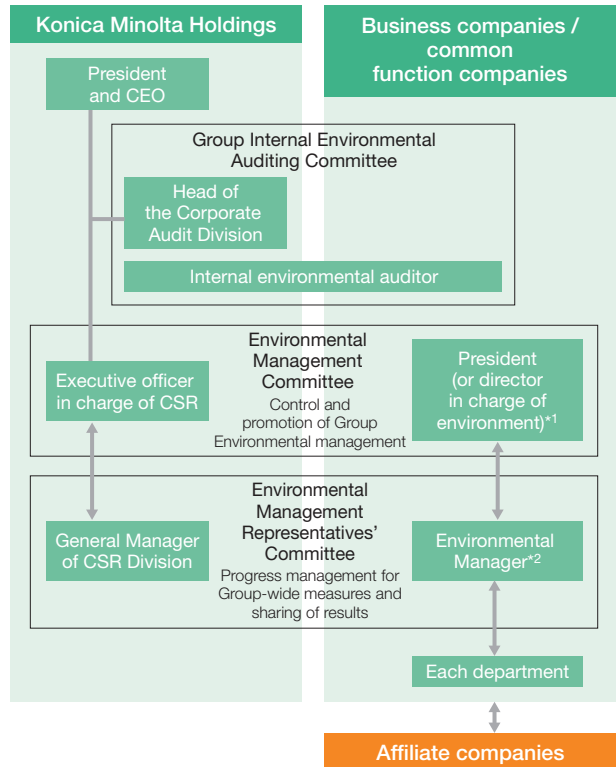 Konica Minolta Holdings
Business companies /
common
function companies
President
and CEO
Group Internal Environmental
Auditing Committee
Head of
the Corporate
Audit Division
Internal environmental auditor
Environmental
Management
Committee
Control and
promotion of Group
Environmental management
Executive officer
in charge of CSR
President
(or director
in charge of
environment)*1
Environmental
Management
Representatives’
Committee
Progress management for
Group-wide measures and
sharing of results
General Manager
of CSR Division
Environmental
Manager*2
Each department
Affiliate companies